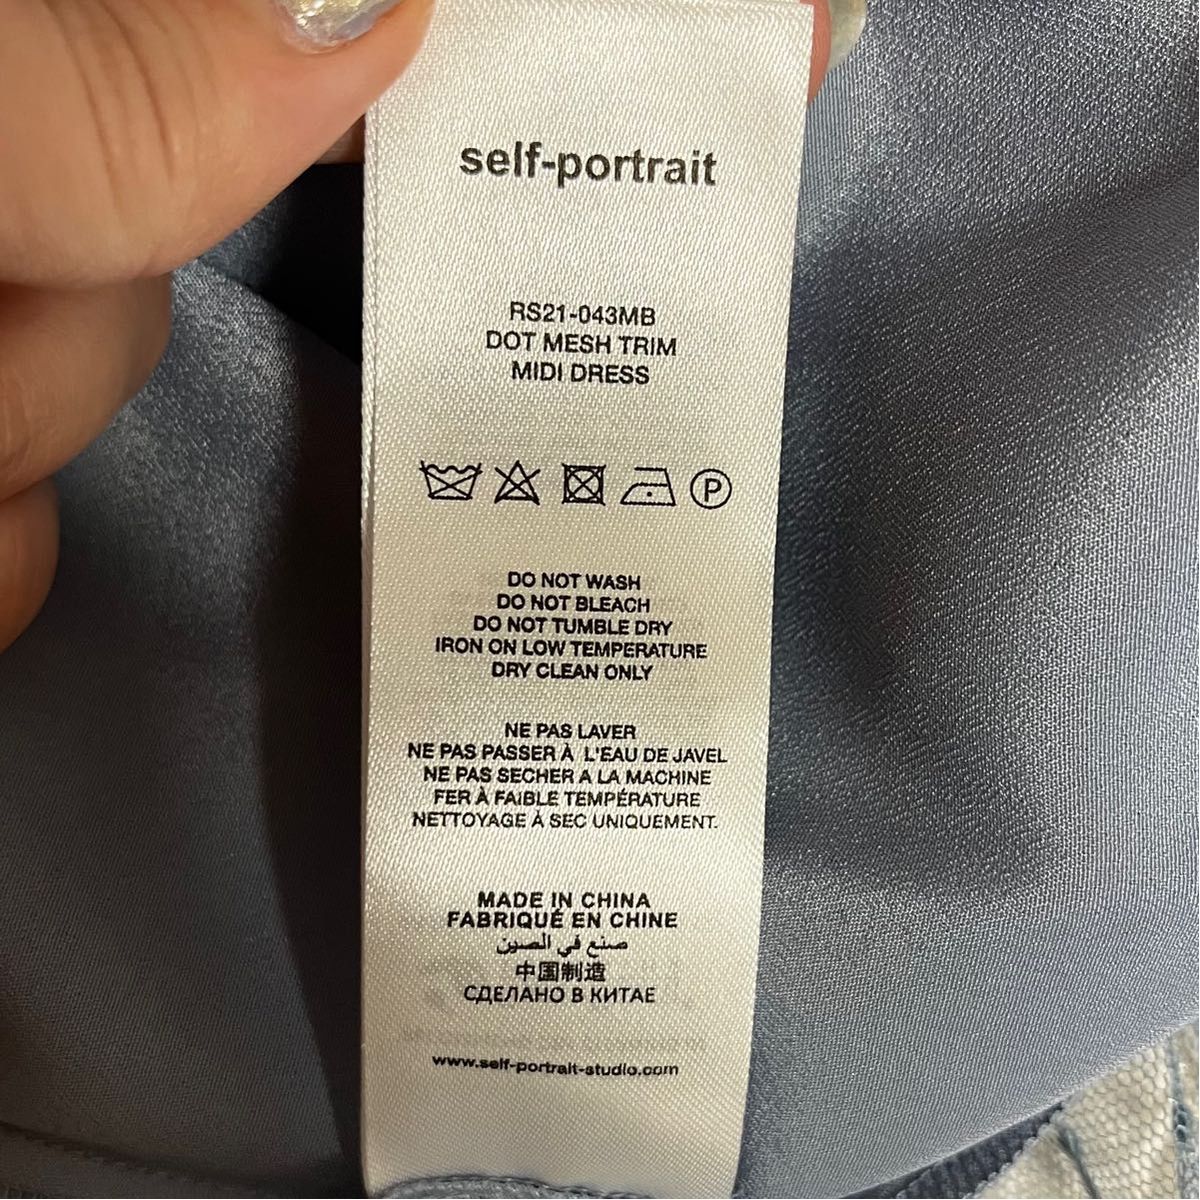 self-portrait
RS21-043MB
DOT MESH TRIM
MIDI DRESS
P
DO NOT WASH
DO NOT BLEACH
DO NOT TUMBLE DRY
IRON ON LOW TEMPERATURE
DRY CLEAN ONLY
NE PAS LAVER
NE PAS PASSER À L'EAU DE JAVEL
NE PAS SECHER A LA MACHINE
FER À FAIBLE TEMPÉRATURE
NETTOYAGE À SEC UNIQUEMENT.
MADE IN CHINA
FABRIQUÉ EN CHINE
صنع في الصين
中国制造
СДЕЛАНО В КИТАЕ
www.self-portrait-studio.com